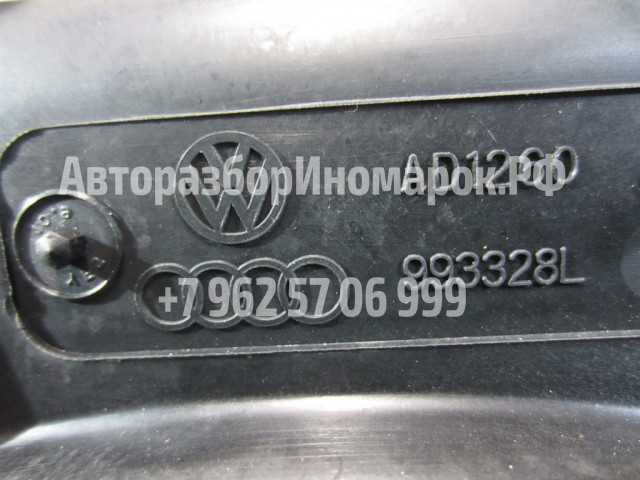 АвторазборИномарок.РФ
AD1260
993328L
+7 962 57 06 999